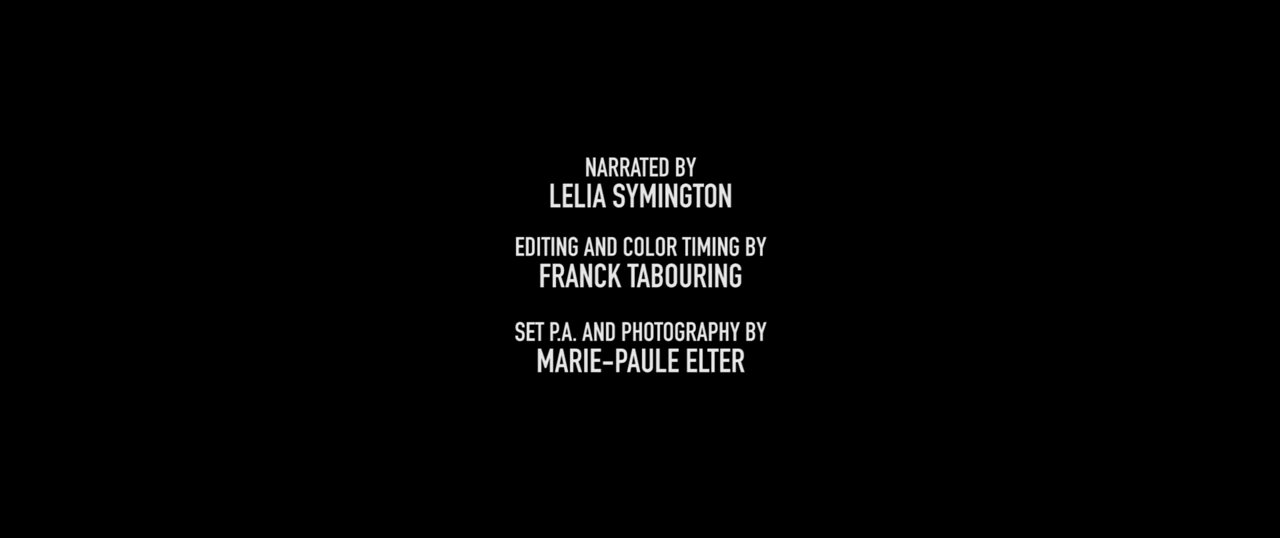 NARRATED BY
LELIA SYMINGTON
EDITING AND COLOR TIMING BY
FRANCK TABOURING
SET P.A. AND PHOTOGRAPHY BY
MARIE-PAULE ELTER